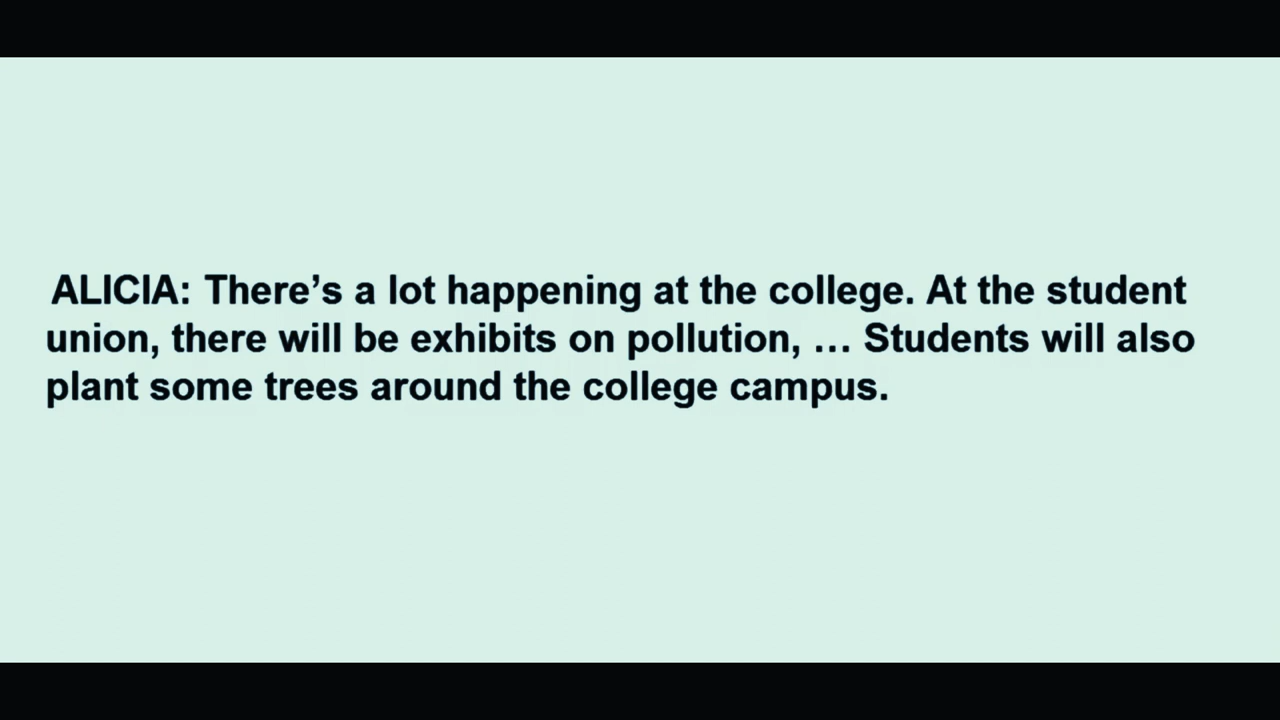 ALICIA: There’s a lot happening at the college. At the student
union, there will be exhibits on pollution, … Students will also
plant some trees around the college campus.